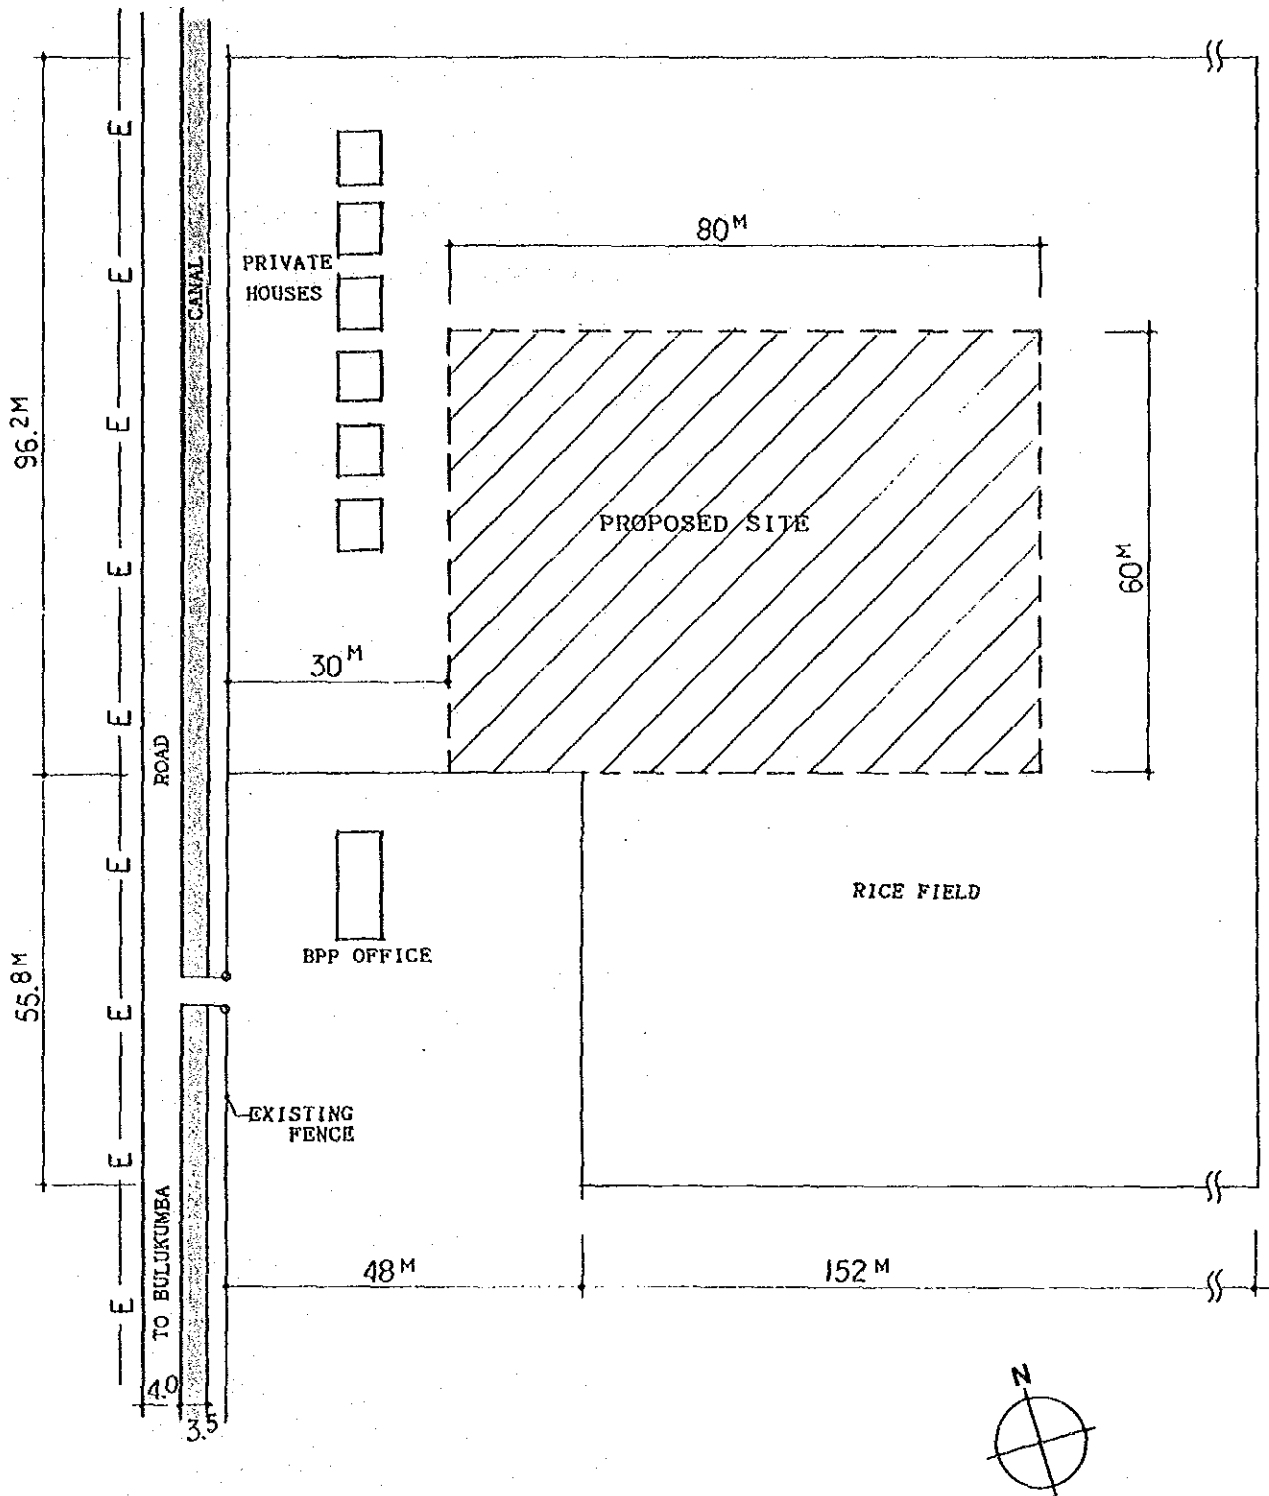 E
E
E
E
E
E
E
E
E
CANAL
PRIVATE
HOUSES
80M
96.2M
PROPOSED SITE
60M
30M
ROAD
RICE FIELD
BPP OFFICE
55.8M
EXISTING
FENCE
TO BULUKUMBA
48M
152M
4.0
3.5
N